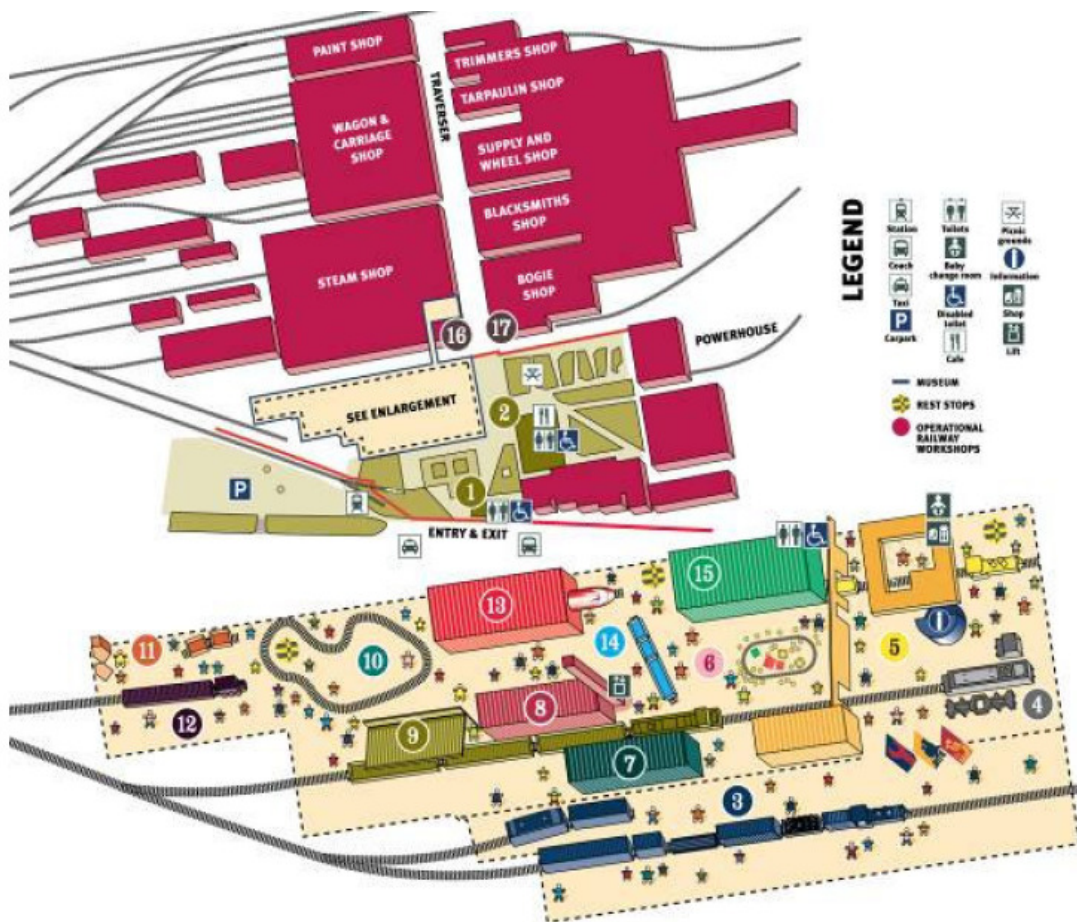 PAINT SHOP
TRAVERSER
TRIMMERS SHOP
TARPAULIN SHOP
WAGON &
CARRIAGE
SHOP
SUPPLY AND
WHEEL SHOP
BLACKSMITHS
SHOP
STEAM SHOP
BOGIE
SHOP
16
17
POWERHOUSE
SEE ENLARGEMENT
2
P
1
ENTRY & EXIT
LEGEND
Station
Toilets
Picnic
grounds
Coach
Baby
change room
Information
Taxi
Disabled
toilet
Shop
P
Carpark
Cafe
Lift
MUSEUM
REST STOPS
OPERATIONAL
RAILWAY
WORKSHOPS
15
13
11
14
10
6
5
12
8
4
9
7
3